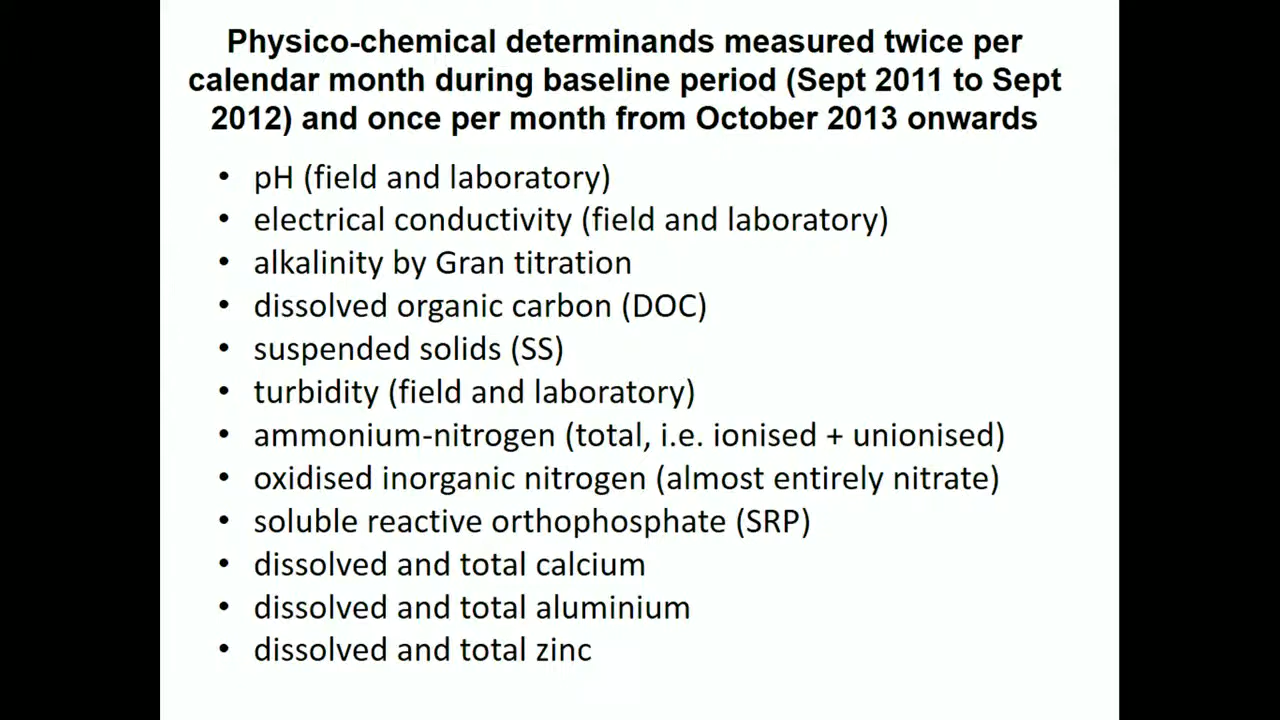 Physico-chemical determinands measured twice per
calendar month during baseline period (Sept 2011 to Sept
2012) and once per month from October 2013 onwards
• pH (field and laboratory)
• electrical conductivity (field and laboratory)
• alkalinity by Gran titration
• dissolved organic carbon (DOC)
• suspended solids (SS)
• turbidity (field and laboratory)
• ammonium-nitrogen (total, i.e. ionised + unionised)
• oxidised inorganic nitrogen (almost entirely nitrate)
• soluble reactive orthophosphate (SRP)
• dissolved and total calcium
• dissolved and total aluminium
• dissolved and total zinc